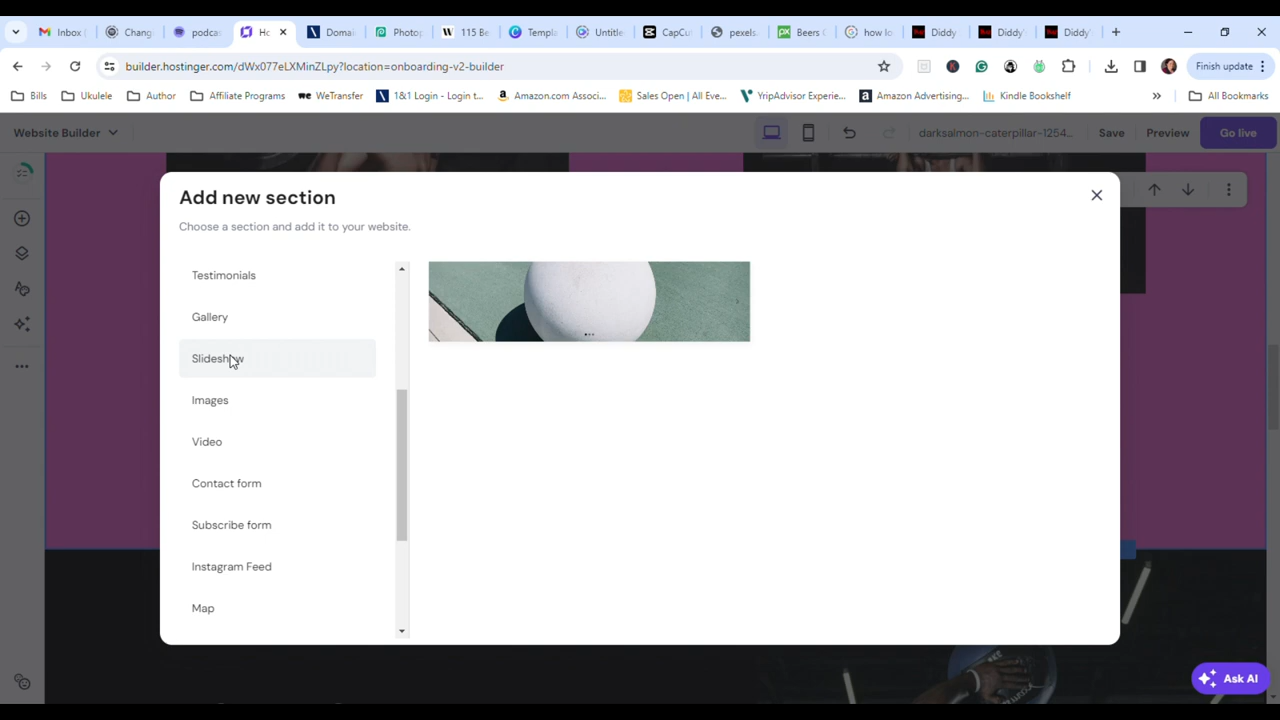 Inbox
Chang
podca
Ho
Domai
Photop
115 Be
Templa
Untitle
CapCu
pexels
Beers
how lo
Diddy
Diddy'
Diddy'
builder.hostinger.com/dWx077eLXMinZLpy?location=onboarding-v2-builder
Finish update
Bills
Ukulele
Author
Affiliate Programs
WeTransfer
1&1 Login - Login t...
Amazon.com Associ...
Sales Open | All Eve...
YripAdvisor Experie...
Amazon Advertising...
Kindle Bookshelf
All Bookmarks
Website Builder
darksalmon-caterpillar-1254...
Save
Preview
Go live
Add new section
Choose a section and add it to your website.
Testimonials
Gallery
Slideshow
Images
Video
Contact form
Subscribe form
Instagram Feed
Map
Ask AI